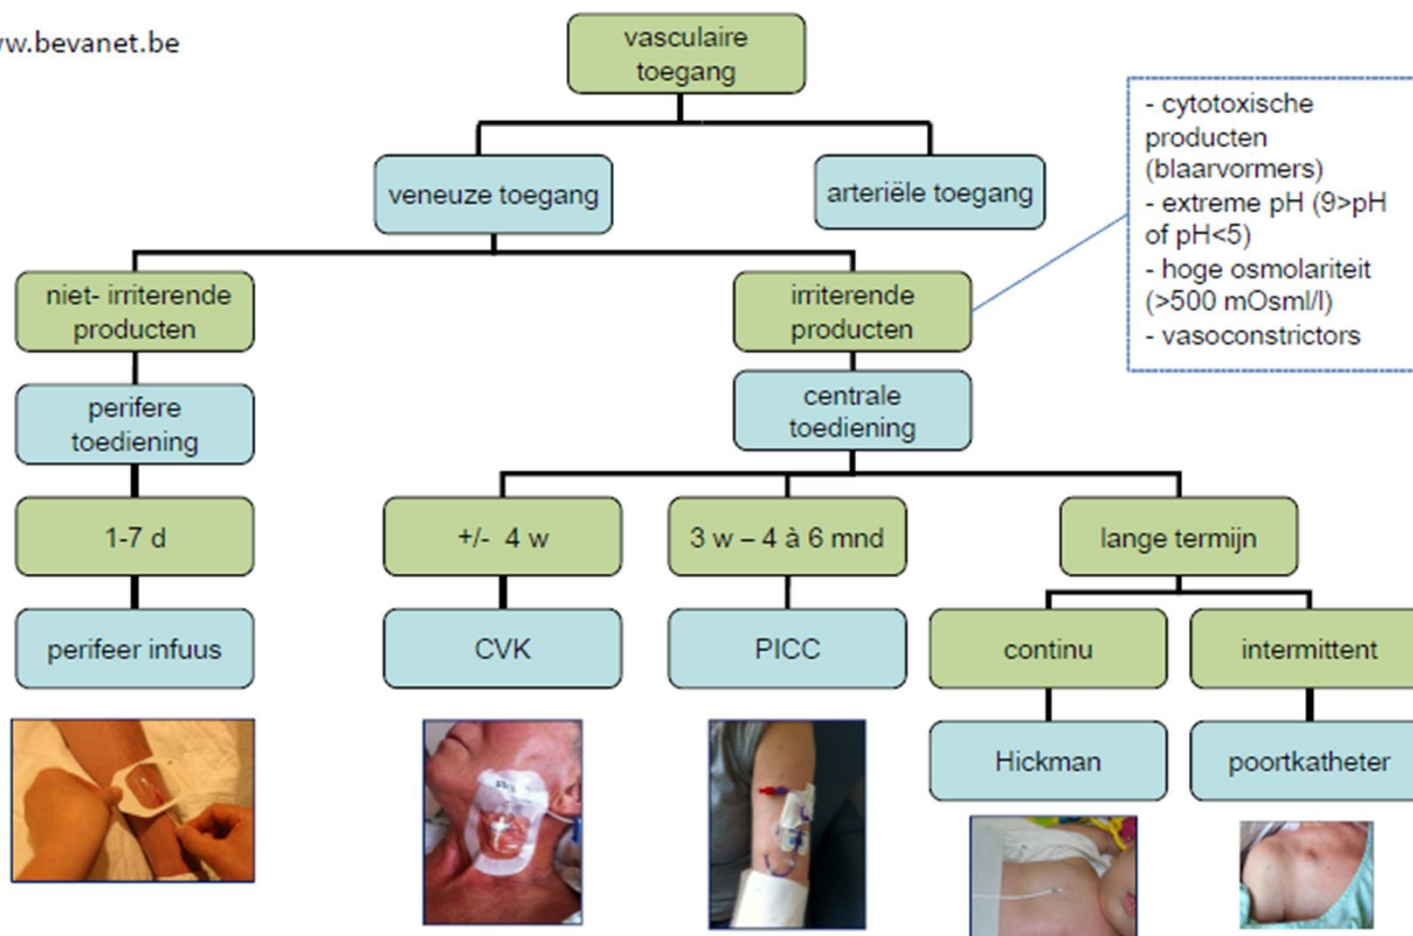 www.bevanet.be
vasculaire
toegang
veneuze toegang
arteriële toegang
- cytotoxische
producten
(blaarvormers)
- extreme pH (9>pH
of pH<5)
- hoge osmolariteit
(>500 mOsml/l)
- vasoconstrictors
niet- irriterende
producten
irriterende
producten
perifere
toediening
centrale
toediening
1-7 d
+/- 4 w
3 w – 4 à 6 mnd
lange termijn
perifeer infuus
CVK
PICC
continu
intermittent
Hickman
poortkatheter